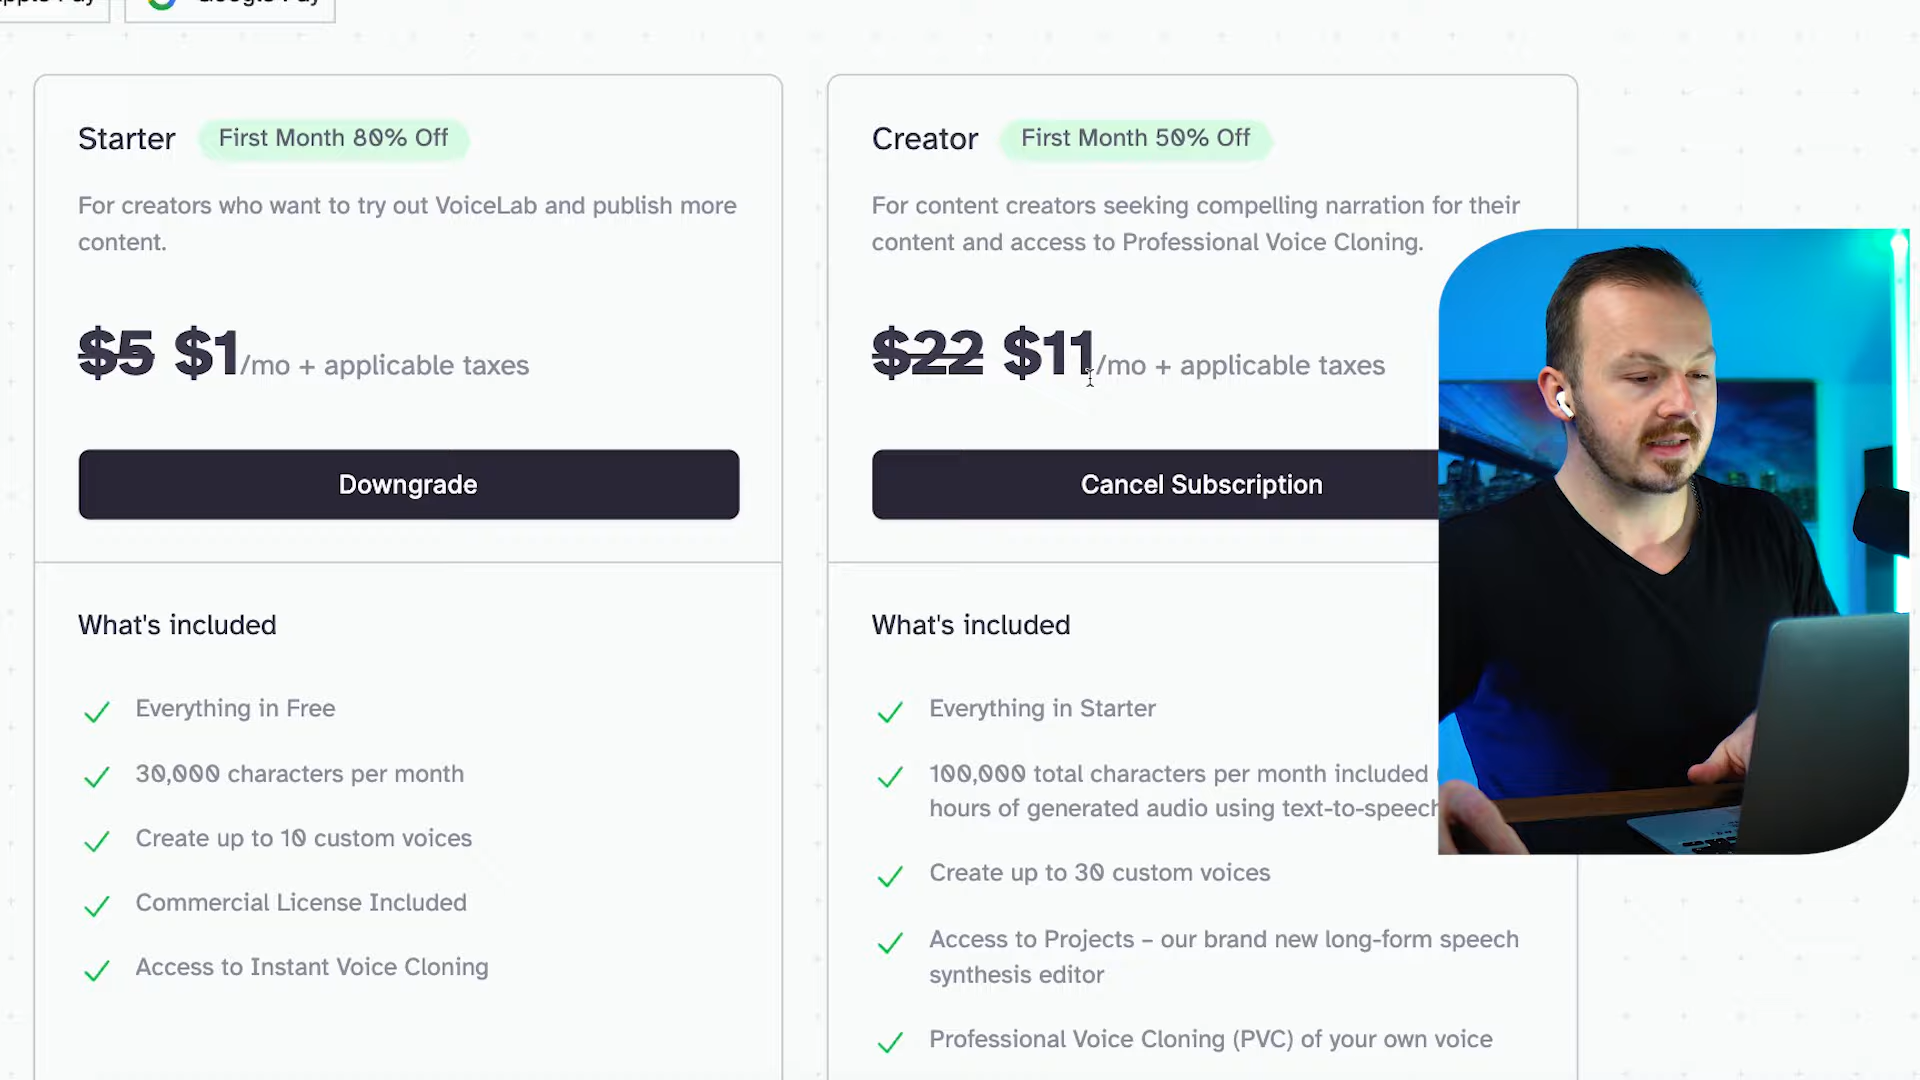 Google Pay
Starter
First Month 80% Off
For creators who want to try out VoiceLab and publish more
content.
$5 $1/mo + applicable taxes
Downgrade
What's included
Everything in Free
30,000 characters per month
Create up to 10 custom voices
Commercial License Included
Access to Instant Voice Cloning
Creator
First Month 50% Off
For content creators seeking compelling narration for their
content and access to Professional Voice Cloning.
$22 $11/mo + applicable taxes
Cancel Subscription
What's included
Everything in Starter
100,000 total characters per month included
hours of generated audio using text-to-speech
Create up to 30 custom voices
Access to Projects – our brand new long-form speech
synthesis editor
Professional Voice Cloning (PVC) of your own voice